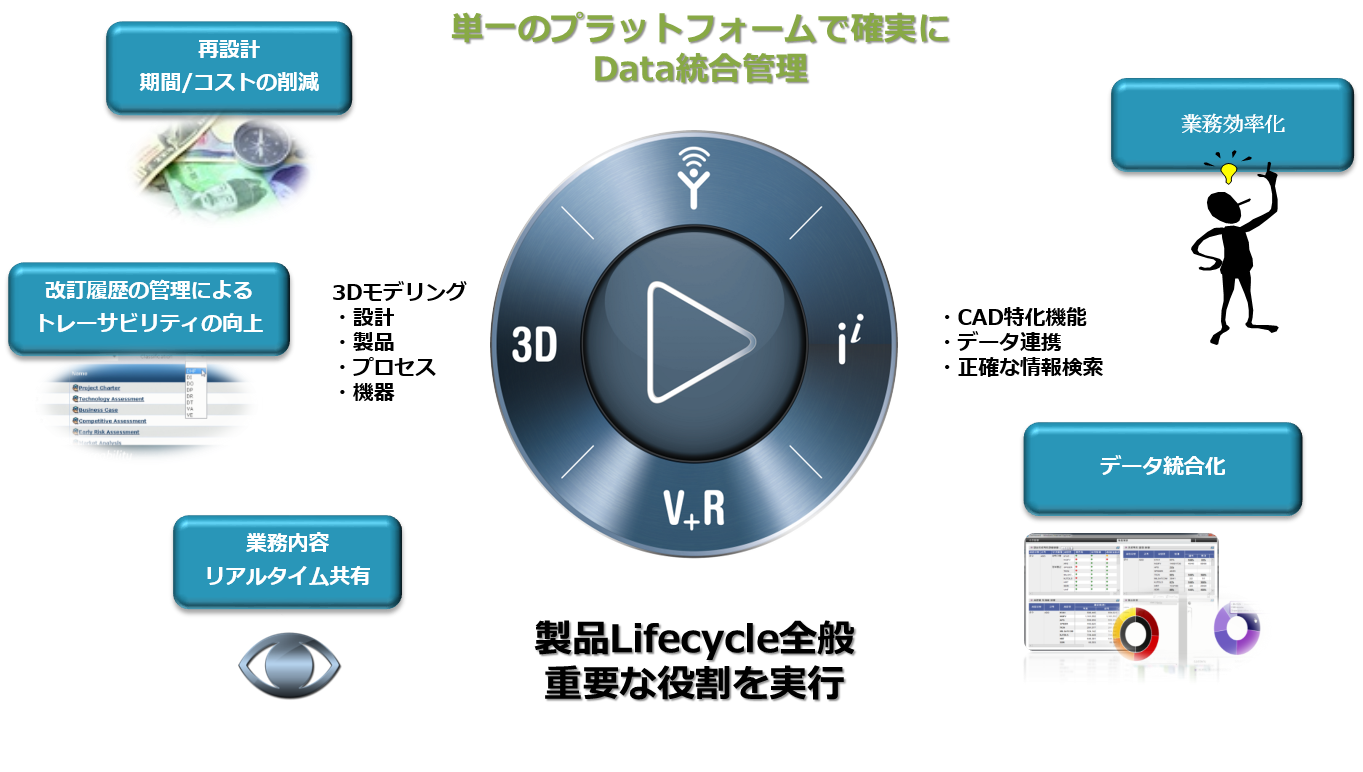 単一のプラットフォームで確実に
Data統合管理
再設計
期間/コストの削減
業務効率化
改訂履歴の管理による
トレーサビリティの向上
Name
Project Charter
Technology Assessment
Business Case
Competitive Assessment
Early Risk Assessment
Market Analysis
3Dモデリング
・設計
・製品
・プロセス
・機器
3D
i i
V+R
・CAD特化機能
・データ連携
・正確な情報検索
データ統合化
業務内容
リアルタイム共有
製品Lifecycle全般
重要な役割を実行